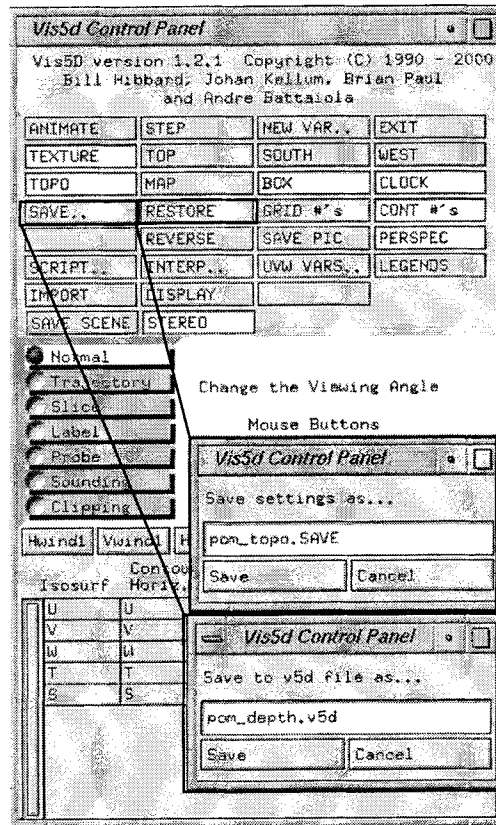 Vis5d Control Panel
Vis5D version 1.2.1 Copyright (C) 1990 - 2000
Bill Hibbard, Johan Kellum, Brian Paul
and Andre Battaiola
ANIMATE STEP NEW VAR.. EXIT
TEXTURE TOP SOUTH WEST
TOPO MAP BOX CLOCK
SAVE.. RESTORE GRID #'s CONT #'s
REVERSE SAVE PIC PERSPEC
SCRIPT.. INTERP.. UVW VARS.. LEGENDS
IMPORT DISPLAY
SAVE SCENE STEREO
Normal
Trajectory
Slice
Label
Probe
Sounding
Clipping
Change the Viewing Angle
Mouse Buttons
Vis5d Control Panel
Save settings as...
pom_topo.SAVE
Save Cancel
Hwind1 Vwind1 H
Contou
Isosurf Horiz.
U U
V V
W W
T T
S S
Vis5d Control Panel
Save to v5d file as...
pom_depth.v5d
Save Cancel